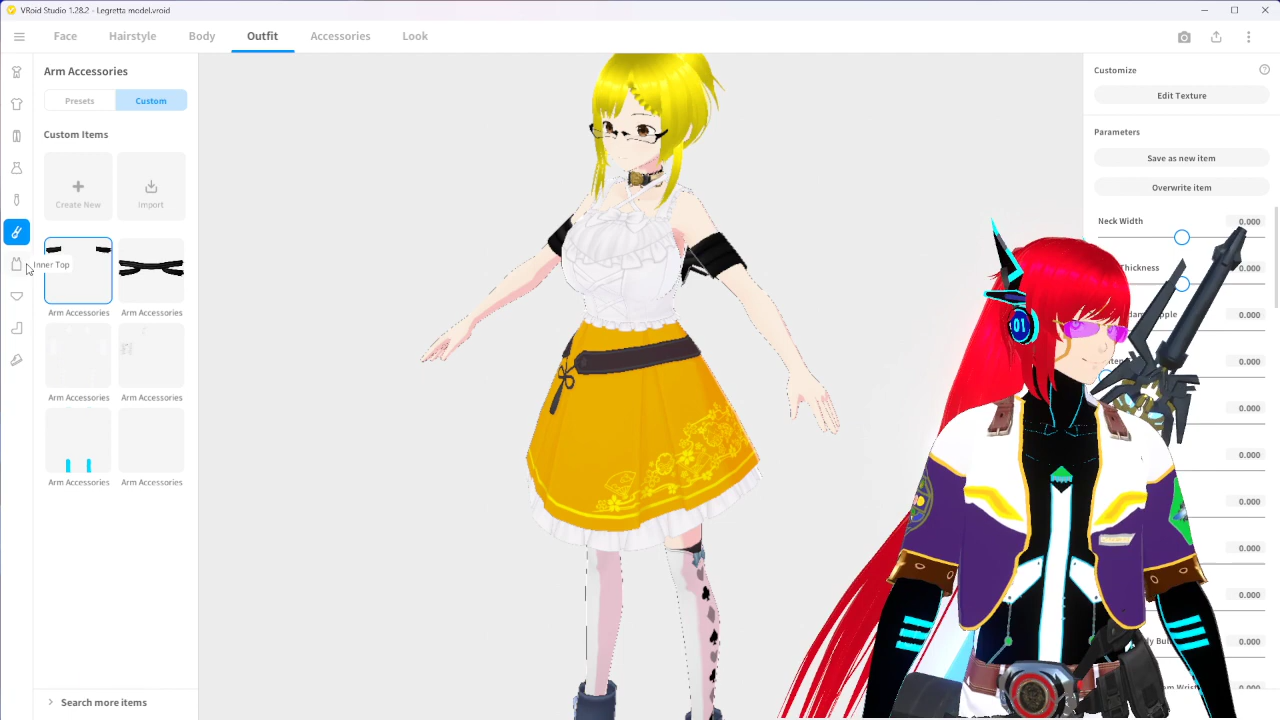 VRoid Studio 1.28.2 - Legretta model.vroid
Face
Hairstyle
Body
Outfit
Accessories
Look
Arm Accessories
Presets
Custom
Custom Items
Create New
Import
Inner Top
Arm Accessories
Arm Accessories
Arm Accessories
Arm Accessories
Arm Accessories
Arm Accessories
Search more items
Customize
Edit Texture
Parameters
Save as new item
Overwrite item
Neck Width
0.000
Thickness
0.000
0.000
0.000
0.000
0.000
0.000
0.000
0.000
0.000
0.000
01